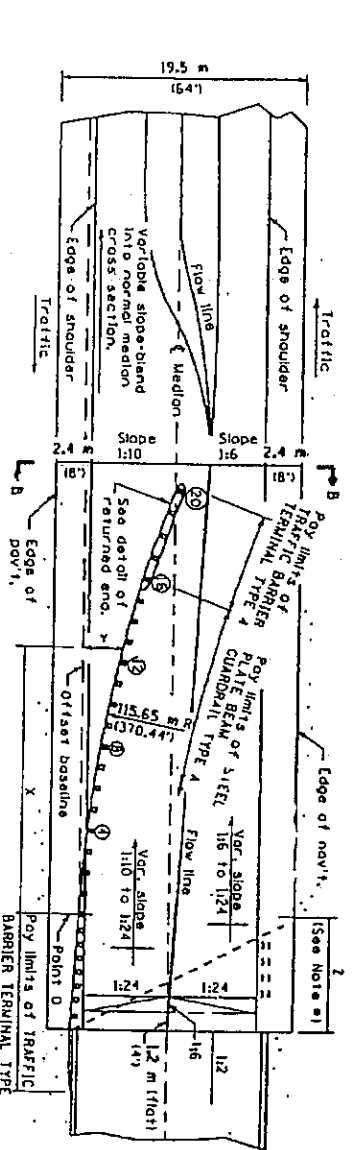 19.5 m
(64')
Traffic
Edge of shoulder
Flow line
℄ Median
Variable slope-blend
into normal median
cross section.
Edge of shoulder
Traffic
2.4 m
(8')
Slope
1:10
Slope
1:6
2.4 m
(8')
B
B
Pay limits of
TRAFFIC BARRIER
TERMINAL TYPE 4
Pay limits of STEEL
PLATE BEAM
GUARDRAIL TYPE A
20
16
12
8
4
See detail of
returned end.
Edge of
pav't.
Y
X
Offset baseline
115.65 m R
(370.44')
Flow line
Var. slope
1:6 to 1:24
Var. slope
1:10 to 1:24
Edge of pav't.
(See Note *)
1:24
1:24
1:6
1:2
1.2 m (flat)
(4')
Point D
Pay limits of TRAFFIC
BARRIER TERMINAL TYPE